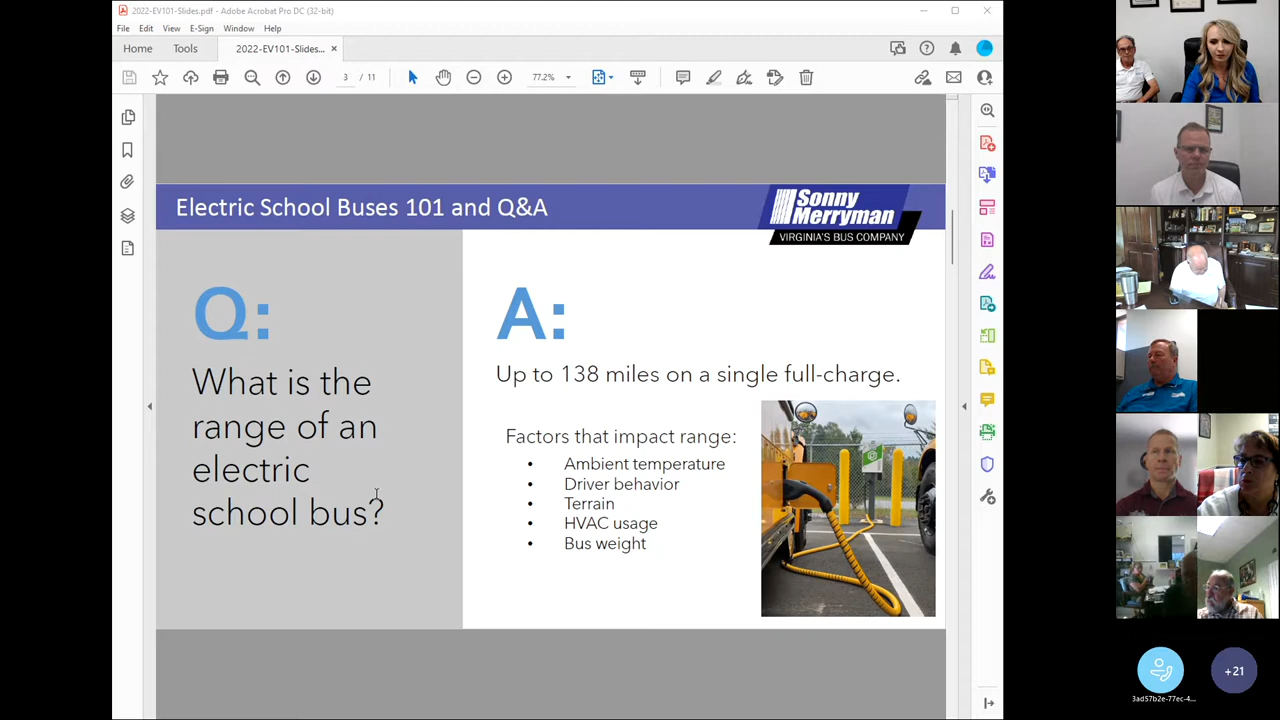 2022-EV101-Slides.pdf - Adobe Acrobat Pro DC (32-bit)
File Edit View E-Sign Window Help
Home Tools 2022-EV101-Slides... ×
3 / 11 77.2%
Electric School Buses 101 and Q&A
Sonny
Merryman
VIRGINIA'S BUS COMPANY
Q:
What is the
range of an
electric
school bus?
A:
Up to 138 miles on a single full-charge.
Factors that impact range:
• Ambient temperature
• Driver behavior
• Terrain
• HVAC usage
• Bus weight
+21
3ad57b2e-77ec-4...